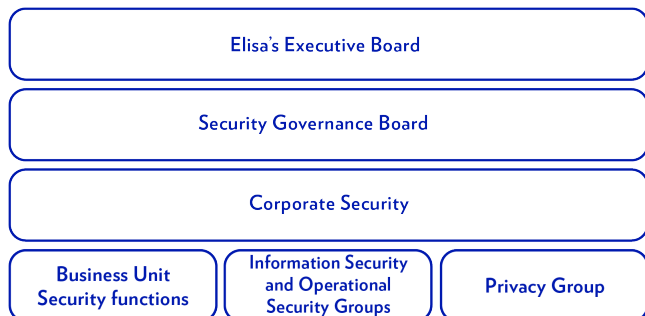 Elisa's Executive Board
Security Governance Board
Corporate Security
Business Unit
Security functions
Information Security
and Operational
Security Groups
Privacy Group